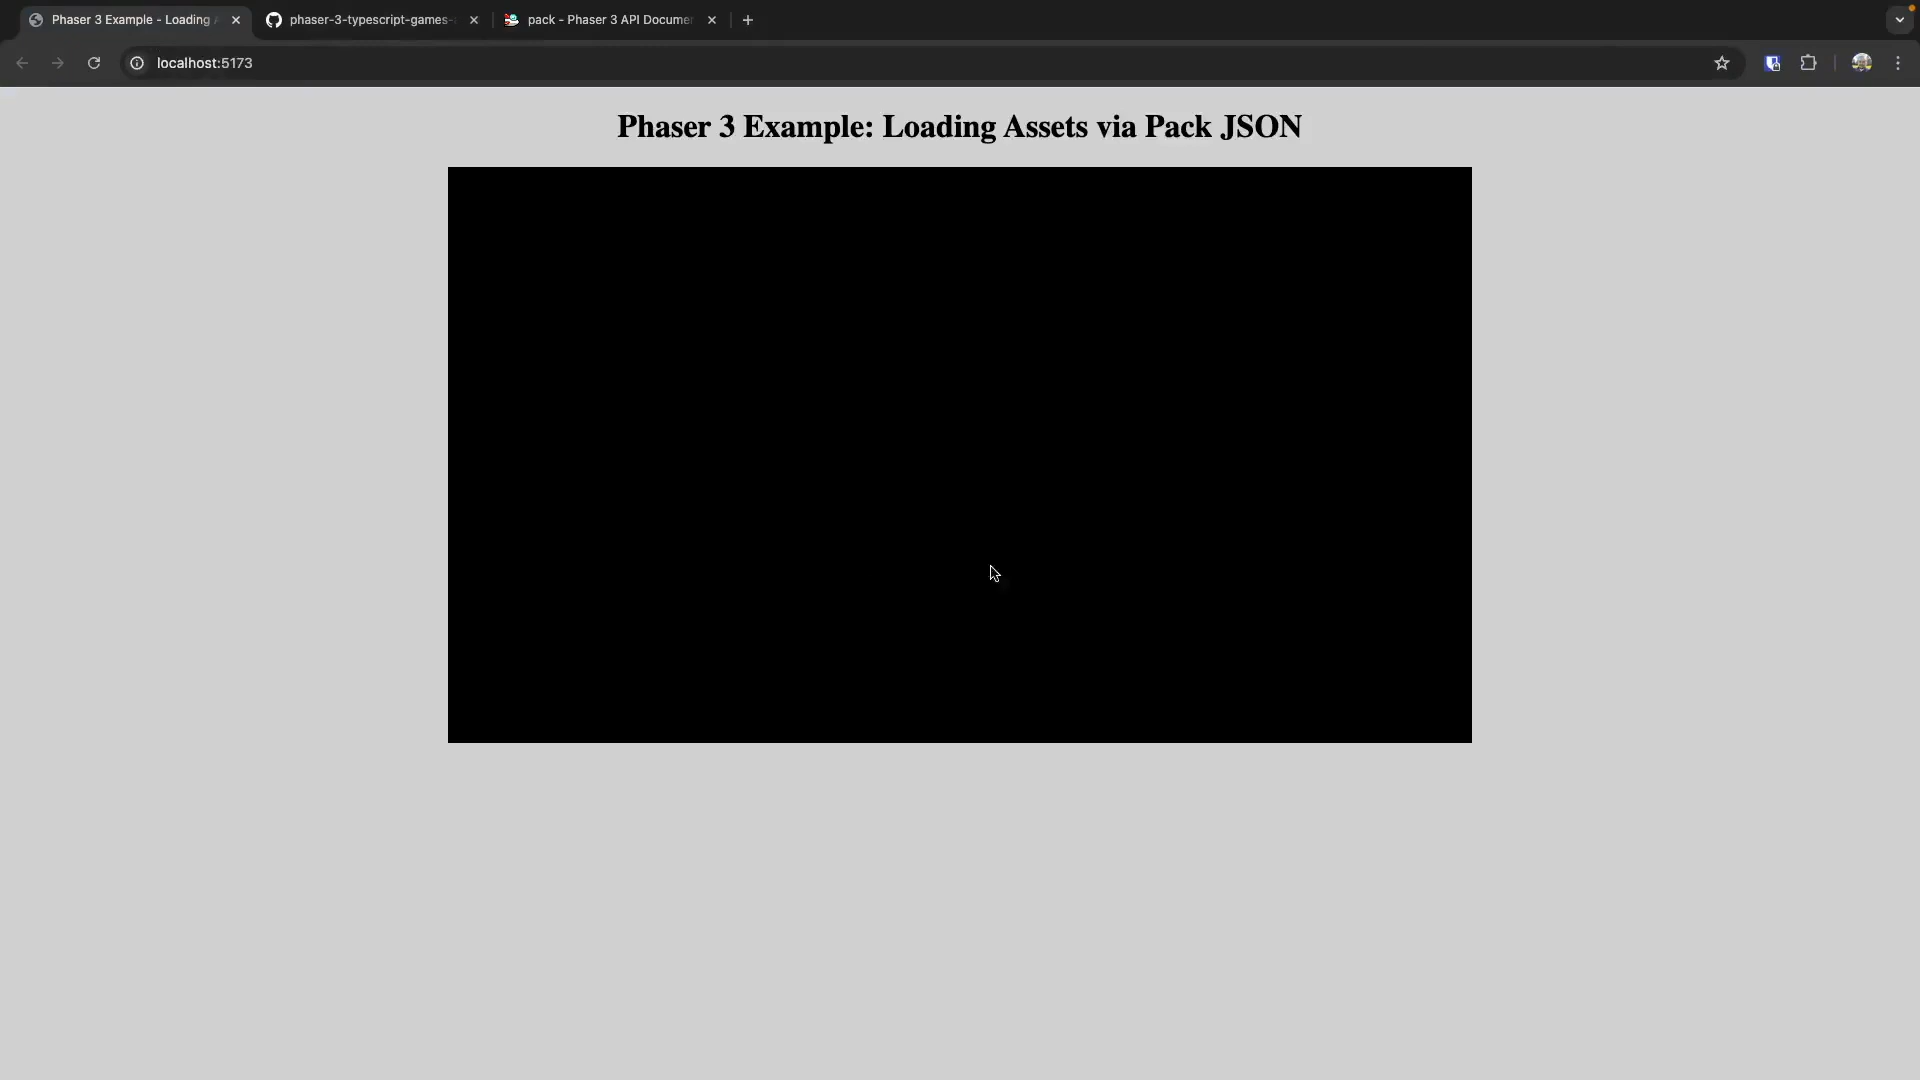 Phaser 3 Example - Loading
phaser-3-typescript-games-
pack - Phaser 3 API Docume
localhost:5173
Phaser 3 Example: Loading Assets via Pack JSON